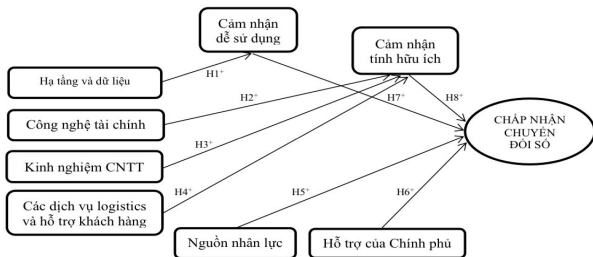 Cảm nhận
dễ sử dụng
Cảm nhận
tính hữu ích
Hạ tầng và dữ liệu
H1⁺
H2⁺
H7⁺
H8⁺
Công nghệ tài chính
CHẤP NHẬN
CHUYỂN
ĐỔI SỐ
H3⁺
Kinh nghiệm CNTT
H4⁺
Các dịch vụ logistics
và hỗ trợ khách hàng
H5⁺
H6⁺
Nguồn nhân lực
Hỗ trợ của Chính phủ